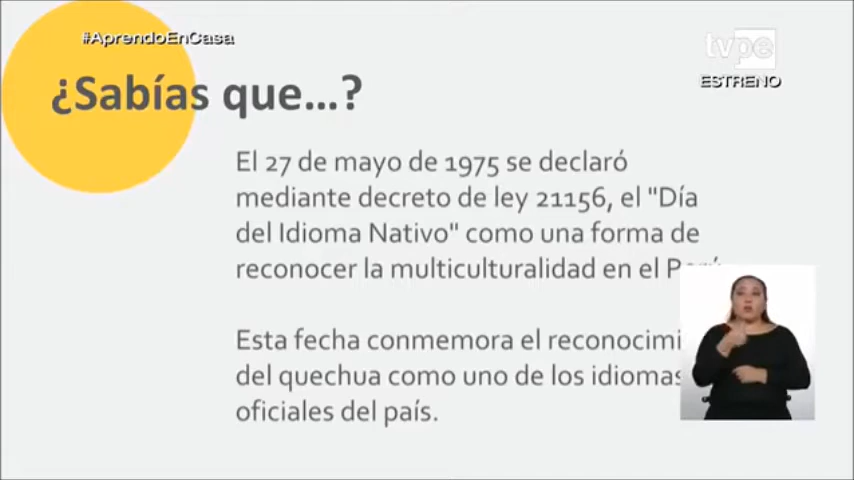 #AprendoEnCasa
tvpe
ESTRENO
¿Sabías que...?
El 27 de mayo de 1975 se declaró
mediante decreto de ley 21156, el "Día
del Idioma Nativo" como una forma de
reconocer la multiculturalidad en el Perú
Esta fecha conmemora el
del quechua como uno de los idiomas
oficiales del país.